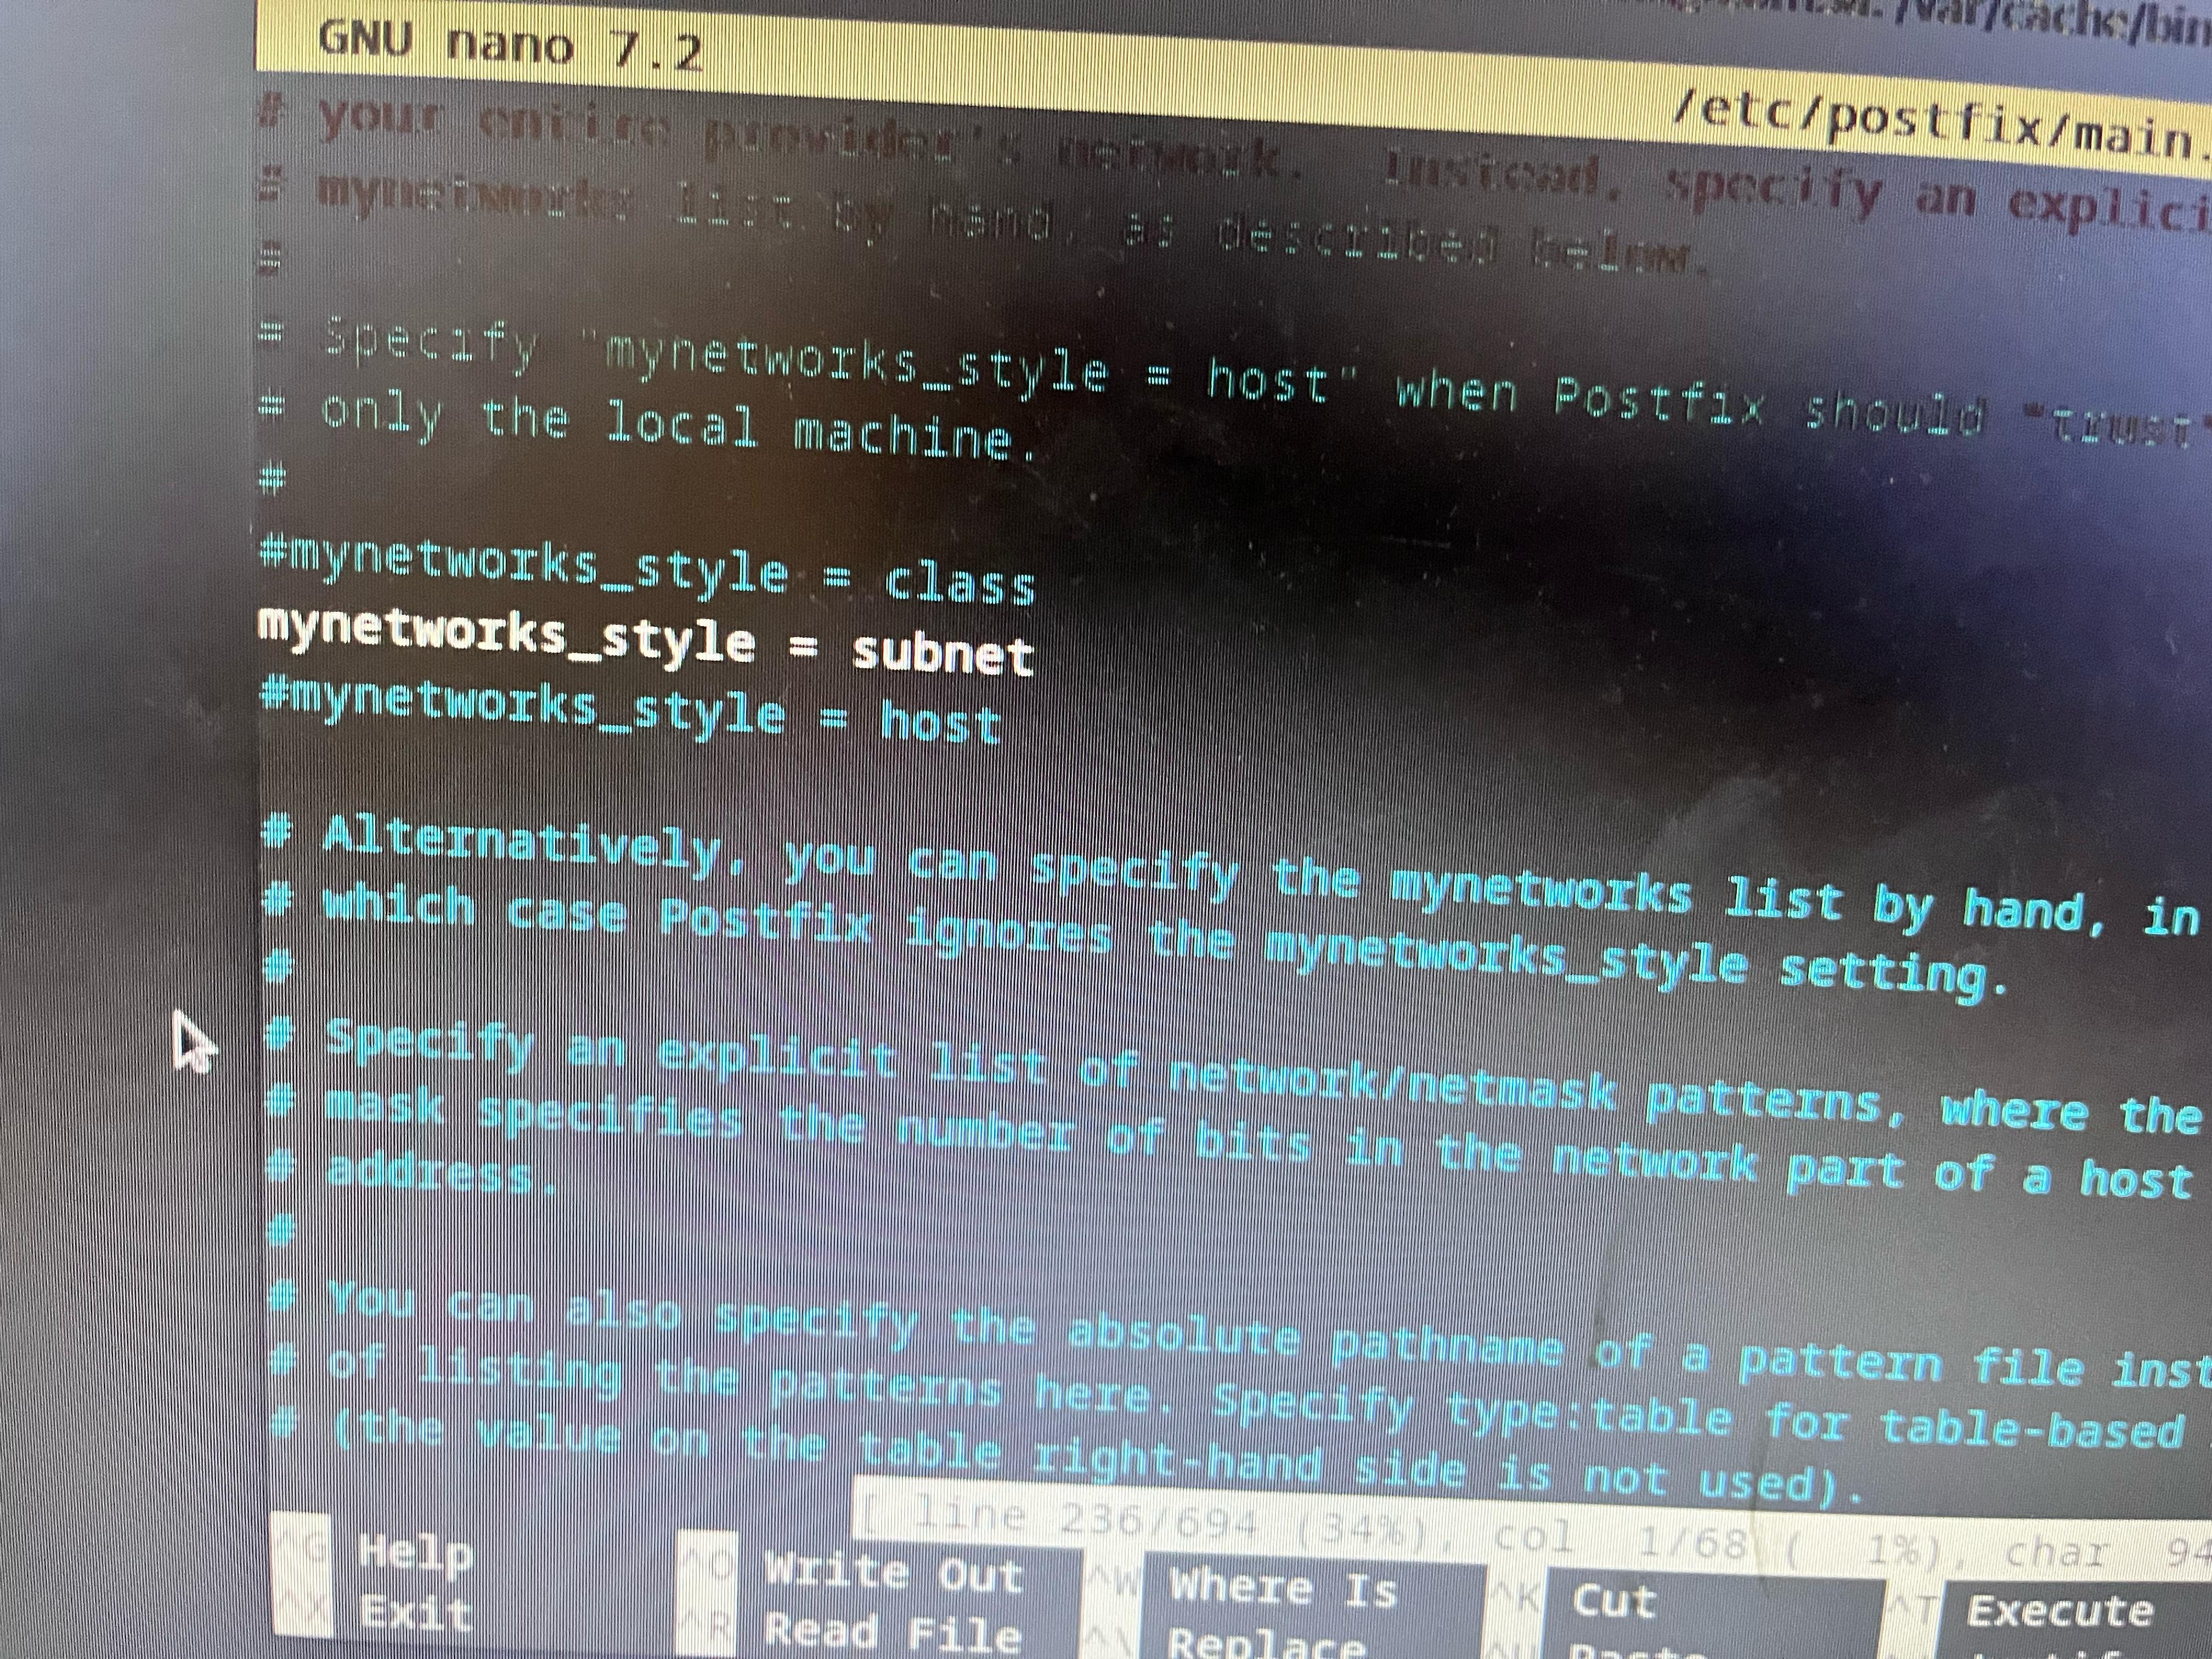 /var/cache/bin
GNU nano 7.2 /etc/postfix/main.
# your entire provider's network. Instead, specify an explici
# mynetworks list by hand, as described below.
#
# Specify "mynetworks_style = host" when Postfix should "trust"
# only the local machine.
#
#mynetworks_style = class
mynetworks_style = subnet
#mynetworks_style = host
# Alternatively, you can specify the mynetworks list by hand, in
# which case Postfix ignores the mynetworks_style setting.
#
# Specify an explicit list of network/netmask patterns, where the
# mask specifies the number of bits in the network part of a host
# address.
#
# You can also specify the absolute pathname of a pattern file inst
# of listing the patterns here. Specify type:table for table-based
# (the value on the table right-hand side is not used).
[ line 236/694 (34%), col 1/68 ( 1%), char 94
^G Help ^O Write Out ^W Where Is ^K Cut ^T Execute
^X Exit ^R Read File ^\ Replace ^U Paste